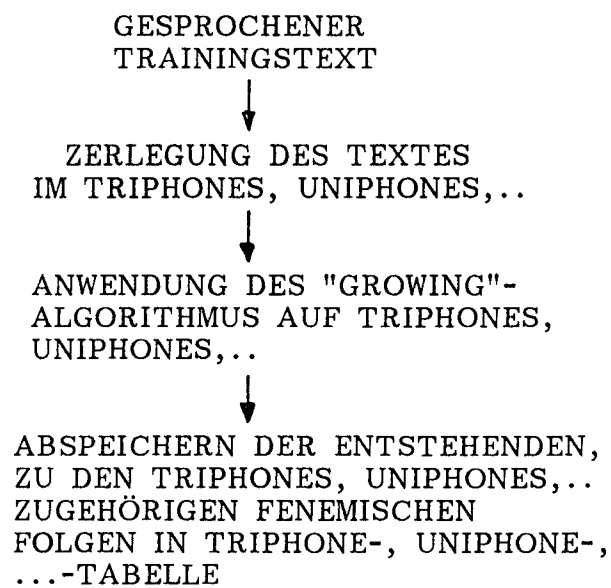 GESPROCHENER
TRAININGSTEXT
ZERLEGUNG DES TEXTES
IM TRIPHONES, UNIPHONES,..
ANWENDUNG DES "GROWING"-
ALGORITHMUS AUF TRIPHONES,
UNIPHONES,..
ABSPEICHERN DER ENTSTEHENDEN,
ZU DEN TRIPHONES, UNIPHONES,..
ZUGEHÖRIGEN FENEMISCHEN
FOLGEN IN TRIPHONE-, UNIPHONE-,
...-TABELLE